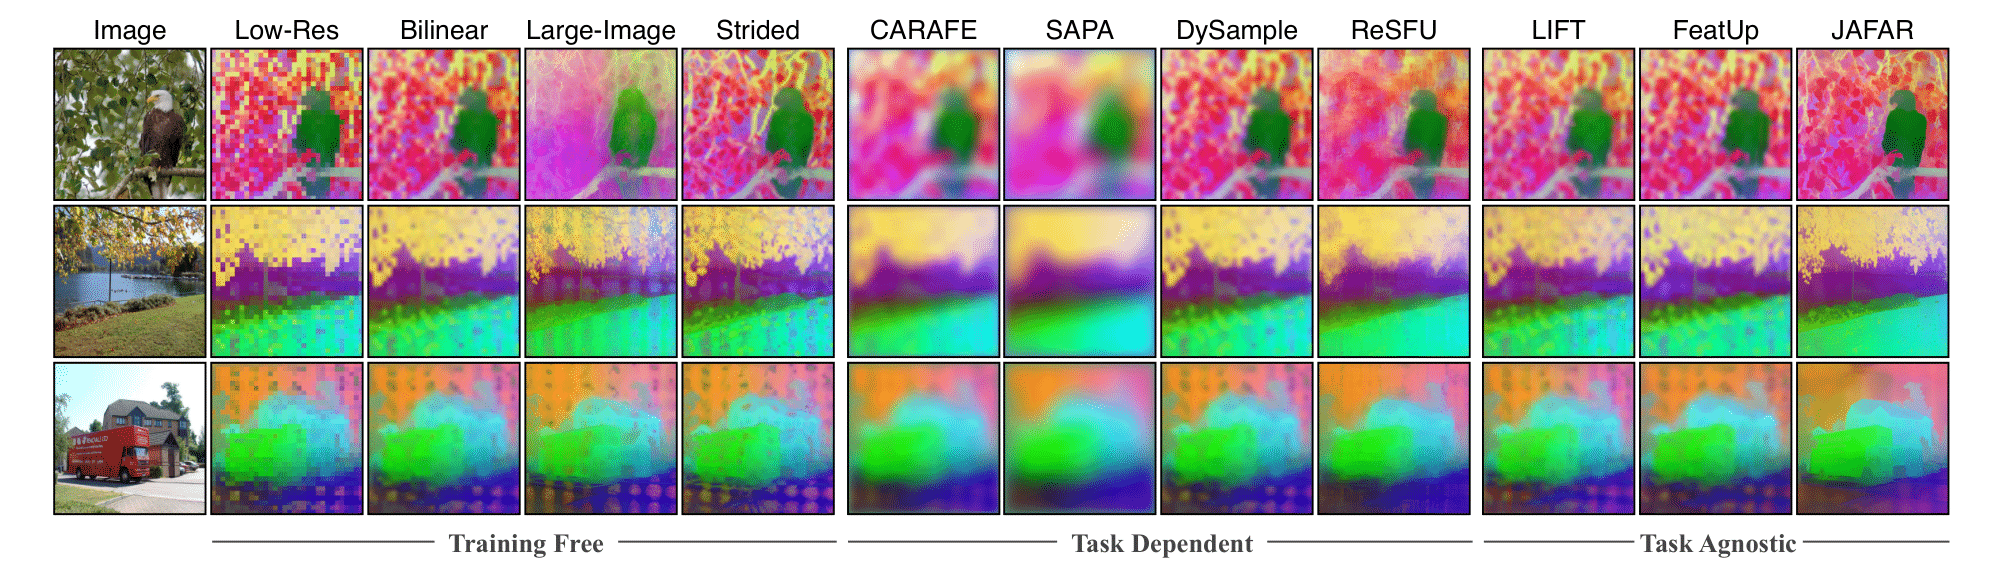 Image Low-Res Bilinear Large-Image Strided CARAFE SAPA DySample ReSFU LIFT FeatUp JAFAR
Training Free Task Dependent Task Agnostic